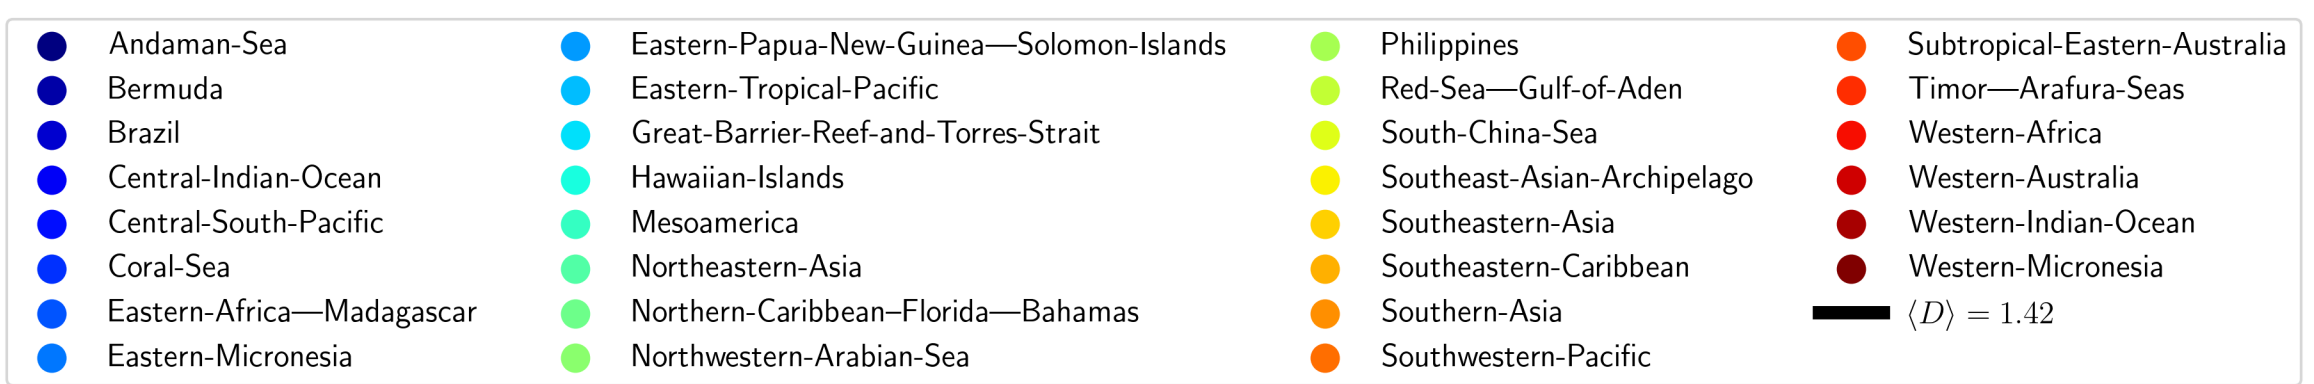 Andaman-Sea
Bermuda
Brazil
Central-Indian-Ocean
Central-South-Pacific
Coral-Sea
Eastern-Africa—Madagascar
Eastern-Micronesia
Eastern-Papua-New-Guinea—Solomon-Islands
Eastern-Tropical-Pacific
Great-Barrier-Reef-and-Torres-Strait
Hawaiian-Islands
Mesoamerica
Northeastern-Asia
Northern-Caribbean–Florida—Bahamas
Northwestern-Arabian-Sea
Philippines
Red-Sea—Gulf-of-Aden
South-China-Sea
Southeast-Asian-Archipelago
Southeastern-Asia
Southeastern-Caribbean
Southern-Asia
Southwestern-Pacific
Subtropical-Eastern-Australia
Timor—Arafura-Seas
Western-Africa
Western-Australia
Western-Indian-Ocean
Western-Micronesia
⟨D⟩ = 1.42